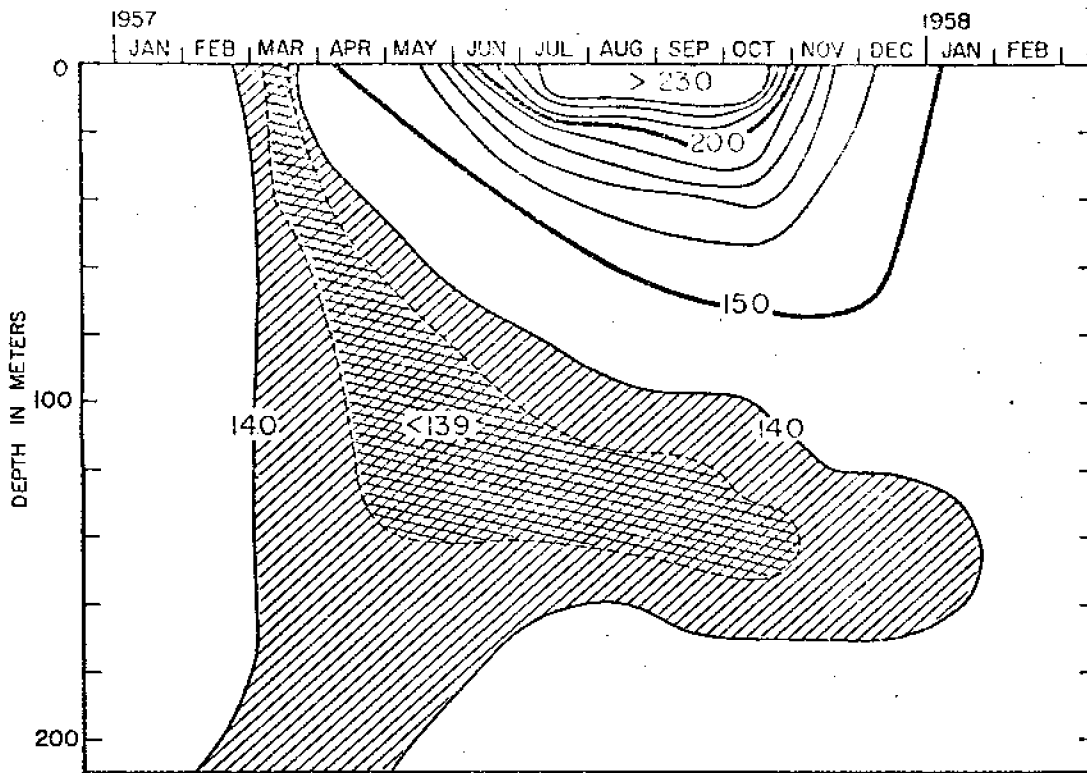 1957 1958
JAN FEB MAR APR MAY JUN JUL AUG SEP OCT NOV DEC JAN FEB
0
> 230
200
150
DEPTH IN METERS
100
140 <139 140
200